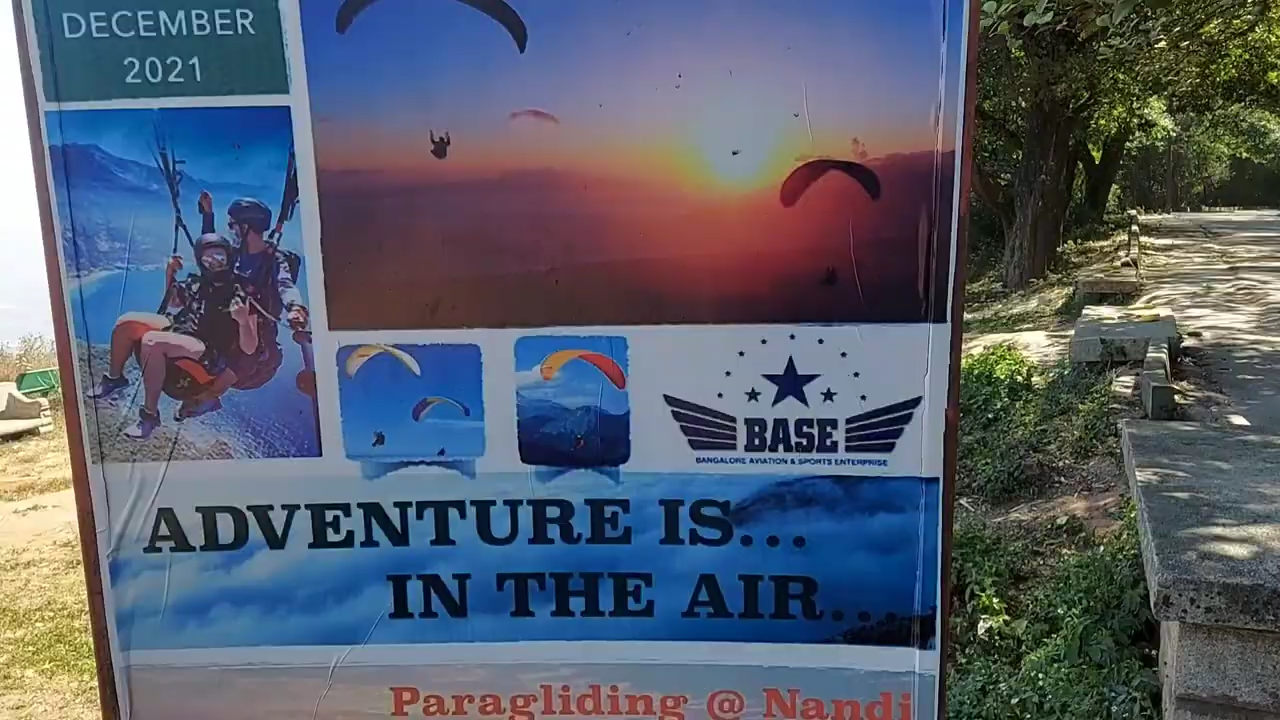 DECEMBER
2021
BASE
BANGALORE AVIATION & SPORTS ENTERPRISE
ADVENTURE IS...
IN THE AIR...
Paragliding @ Nandi